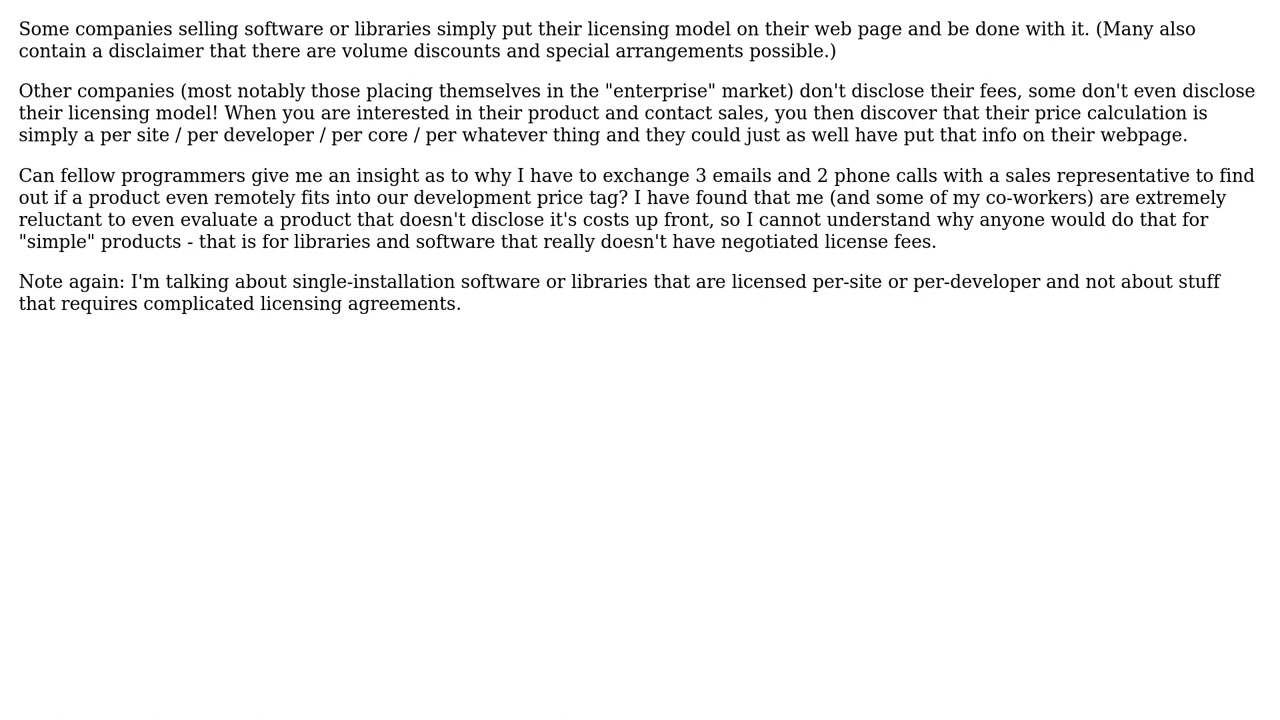 Some companies selling software or libraries simply put their licensing model on their web page and be done with it. (Many also
contain a disclaimer that there are volume discounts and special arrangements possible.)
Other companies (most notably those placing themselves in the "enterprise" market) don't disclose their fees, some don't even disclose
their licensing model! When you are interested in their product and contact sales, you then discover that their price calculation is
simply a per site / per developer / per core / per whatever thing and they could just as well have put that info on their webpage.
Can fellow programmers give me an insight as to why I have to exchange 3 emails and 2 phone calls with a sales representative to find
out if a product even remotely fits into our development price tag? I have found that me (and some of my co-workers) are extremely
reluctant to even evaluate a product that doesn't disclose it's costs up front, so I cannot understand why anyone would do that for
"simple" products - that is for libraries and software that really doesn't have negotiated license fees.
Note again: I'm talking about single-installation software or libraries that are licensed per-site or per-developer and not about stuff
that requires complicated licensing agreements.